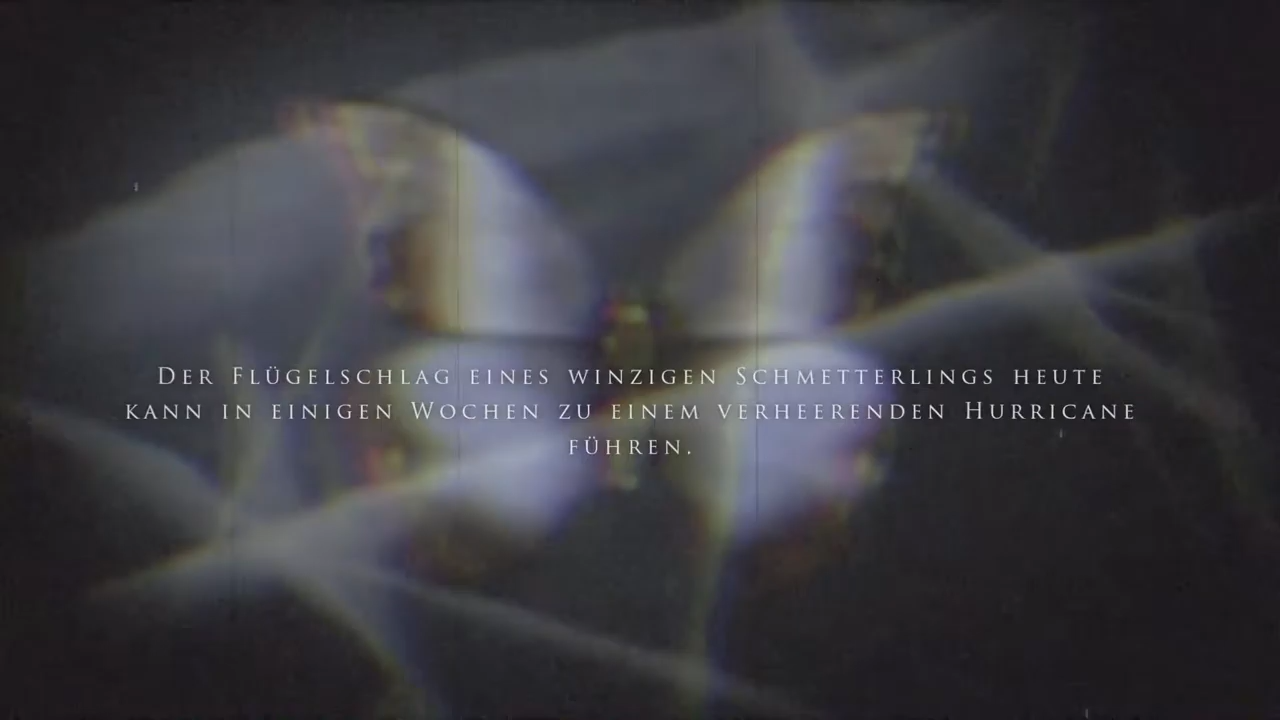 Der Flügelschlag eines winzigen Schmetterlings heute
kann in einigen Wochen zu einem verheerenden Hurricane
führen.